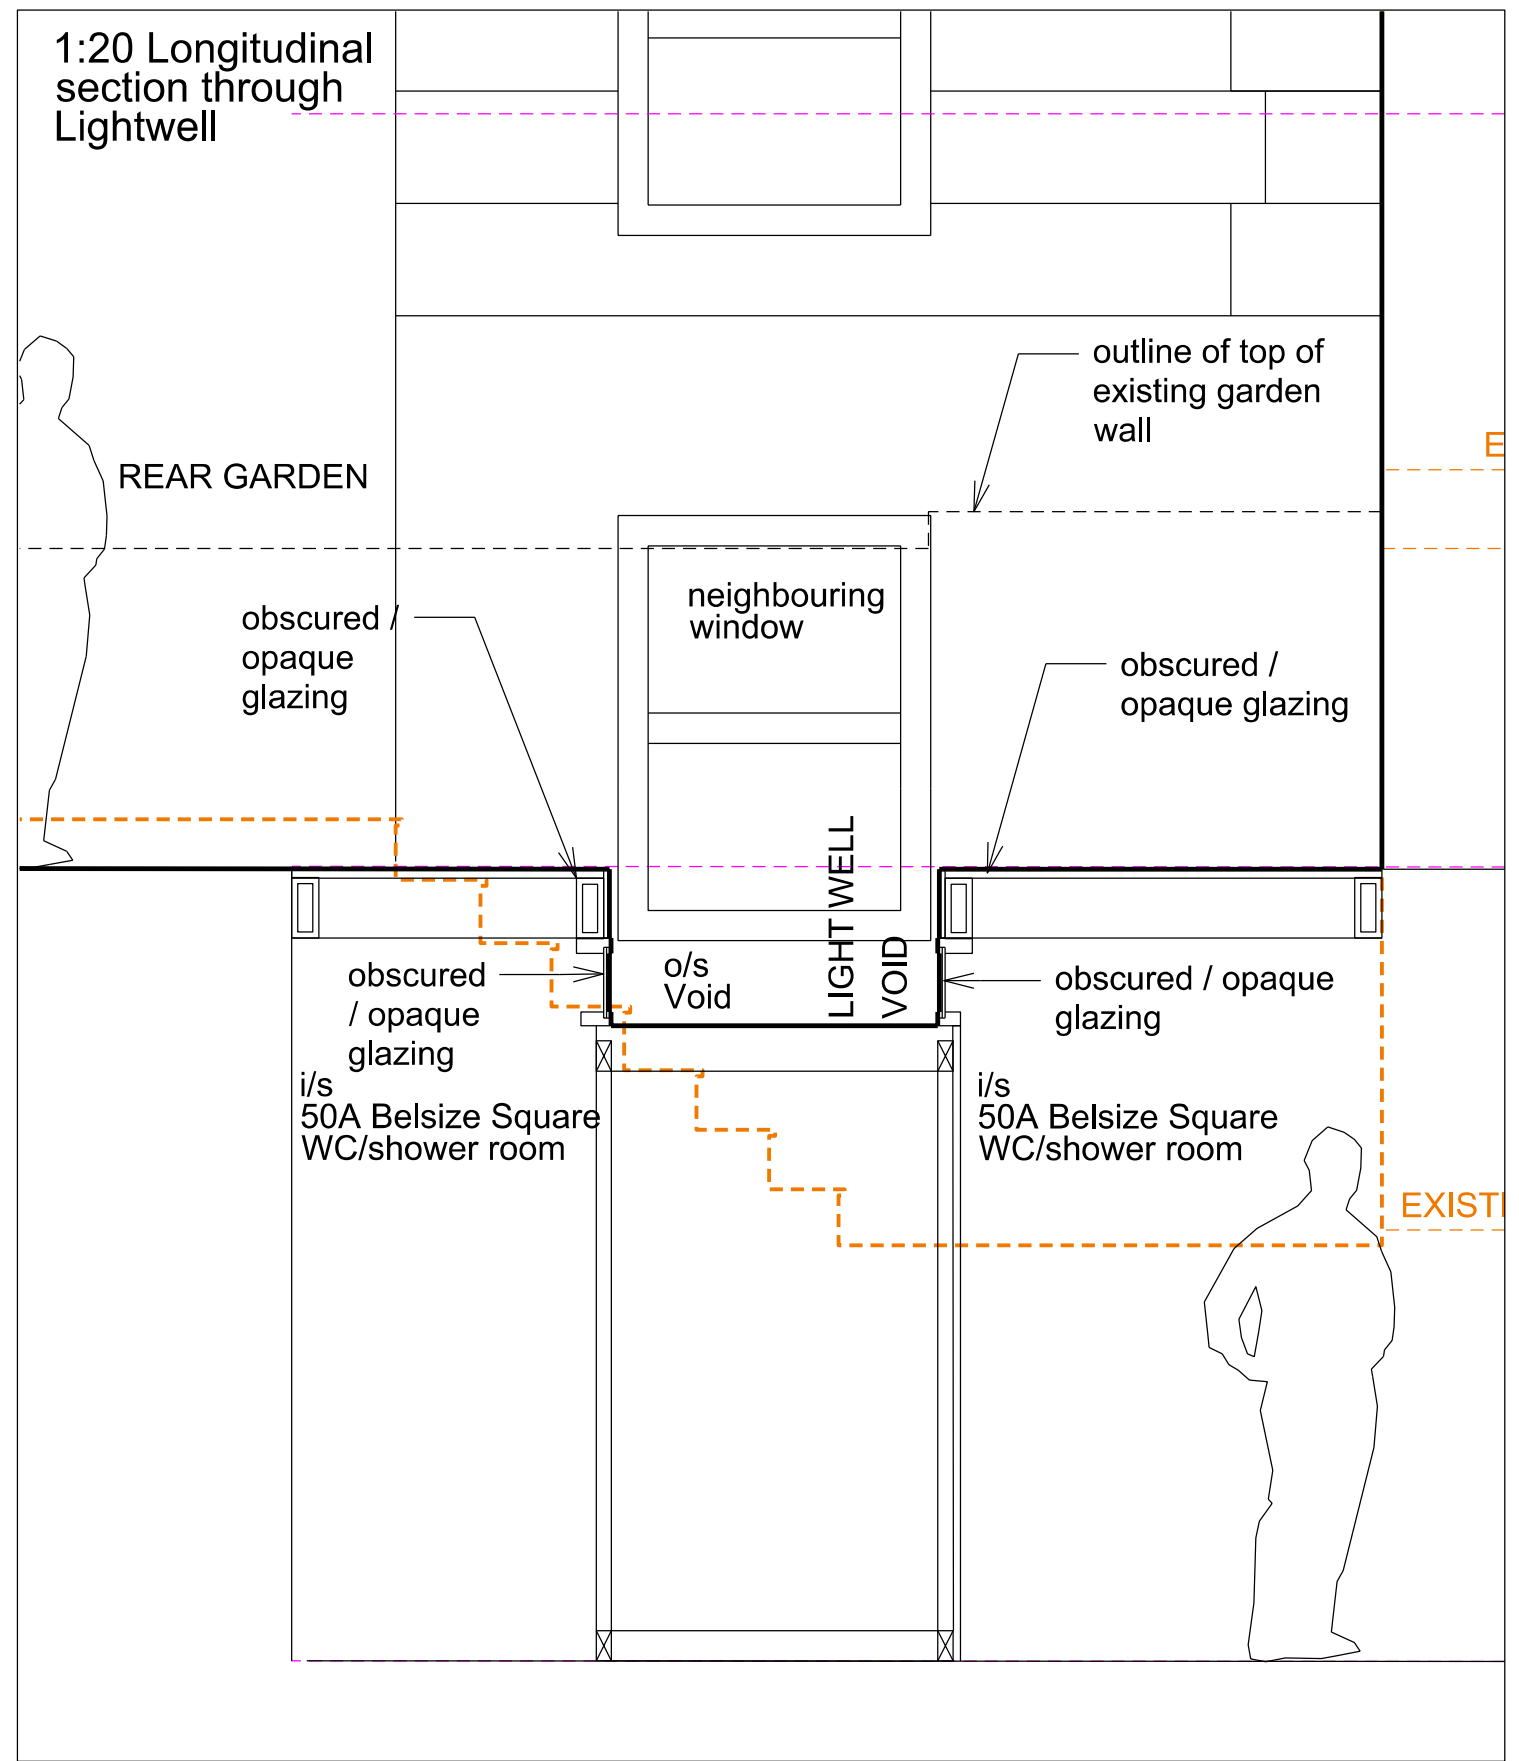 1:20 Longitudinal
section through
Lightwell
outline of top of
existing garden
wall
E
REAR GARDEN
neighbouring
window
obscured /
opaque
glazing
obscured /
opaque glazing
LIGHT WELL
VOID
o/s
Void
obscured
/ opaque
glazing
obscured / opaque
glazing
i/s
50A Belsize Square
WC/shower room
i/s
50A Belsize Square
WC/shower room
EXISTI